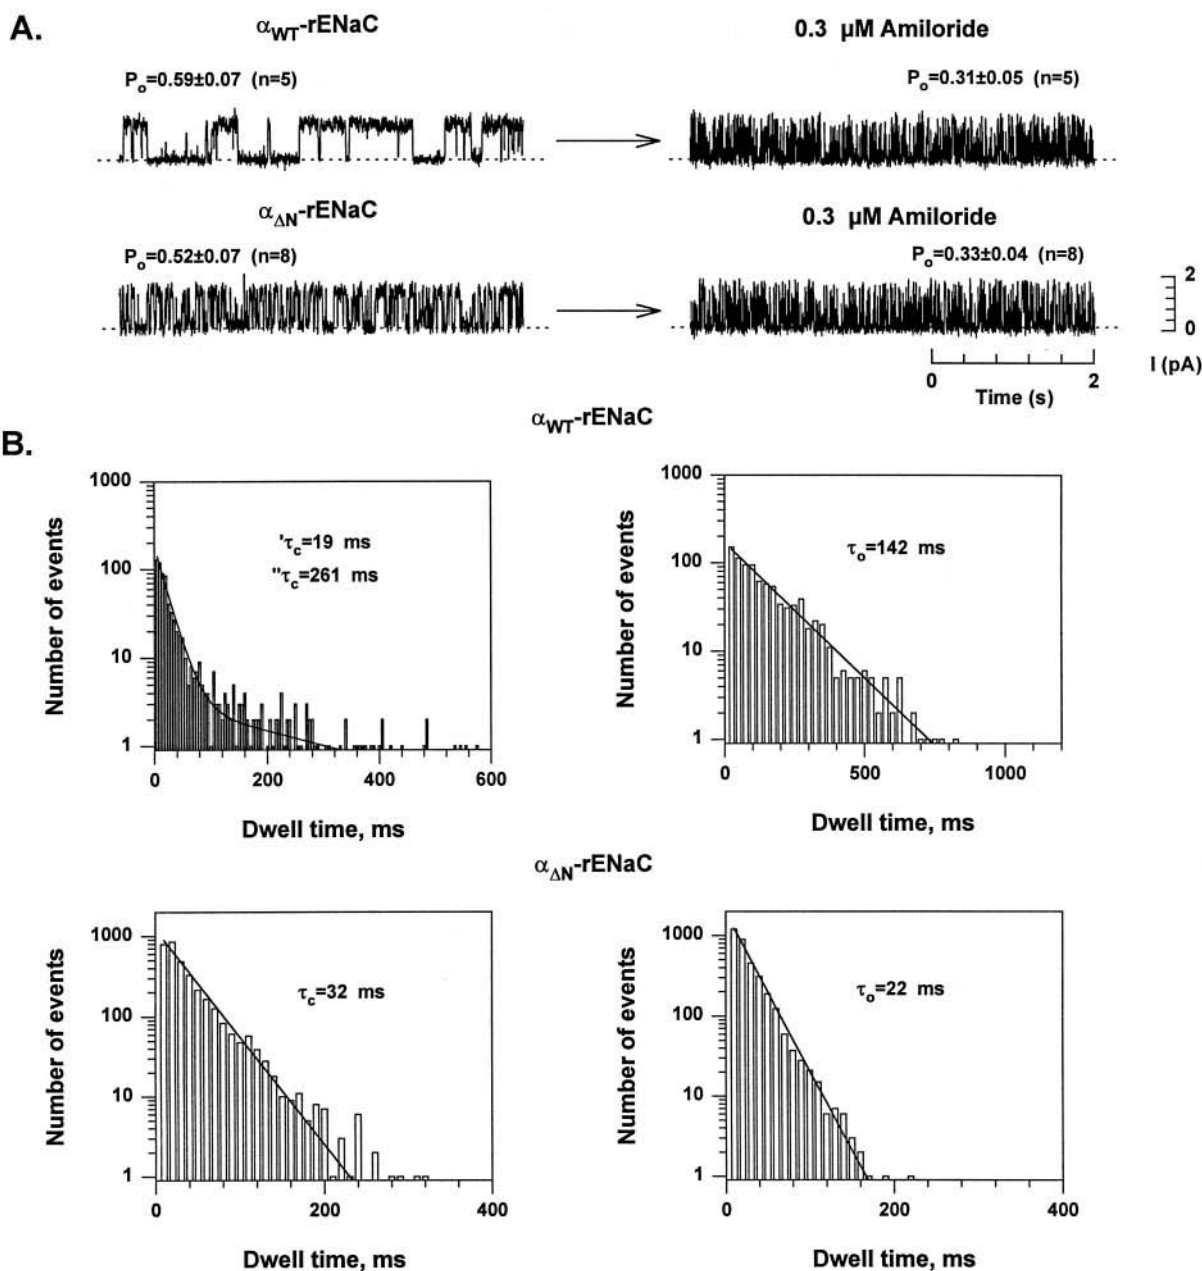 A.
αWT-rENaC
0.3 µM Amiloride
Po=0.59±0.07 (n=5)
Po=0.31±0.05 (n=5)
αΔN-rENaC
0.3 µM Amiloride
Po=0.52±0.07 (n=8)
Po=0.33±0.04 (n=8)
2
0
I (pA)
0 2
Time (s)
αWT-rENaC
B.
Number of events
1000
100
10
1
'τc=19 ms
"τc=261 ms
0 200 400 600
Dwell time, ms
Number of events
1000
100
10
1
τo=142 ms
0 500 1000
Dwell time, ms
αΔN-rENaC
Number of events
1000
100
10
1
τc=32 ms
0 200 400
Dwell time, ms
Number of events
1000
100
10
1
τo=22 ms
0 200 400
Dwell time, ms